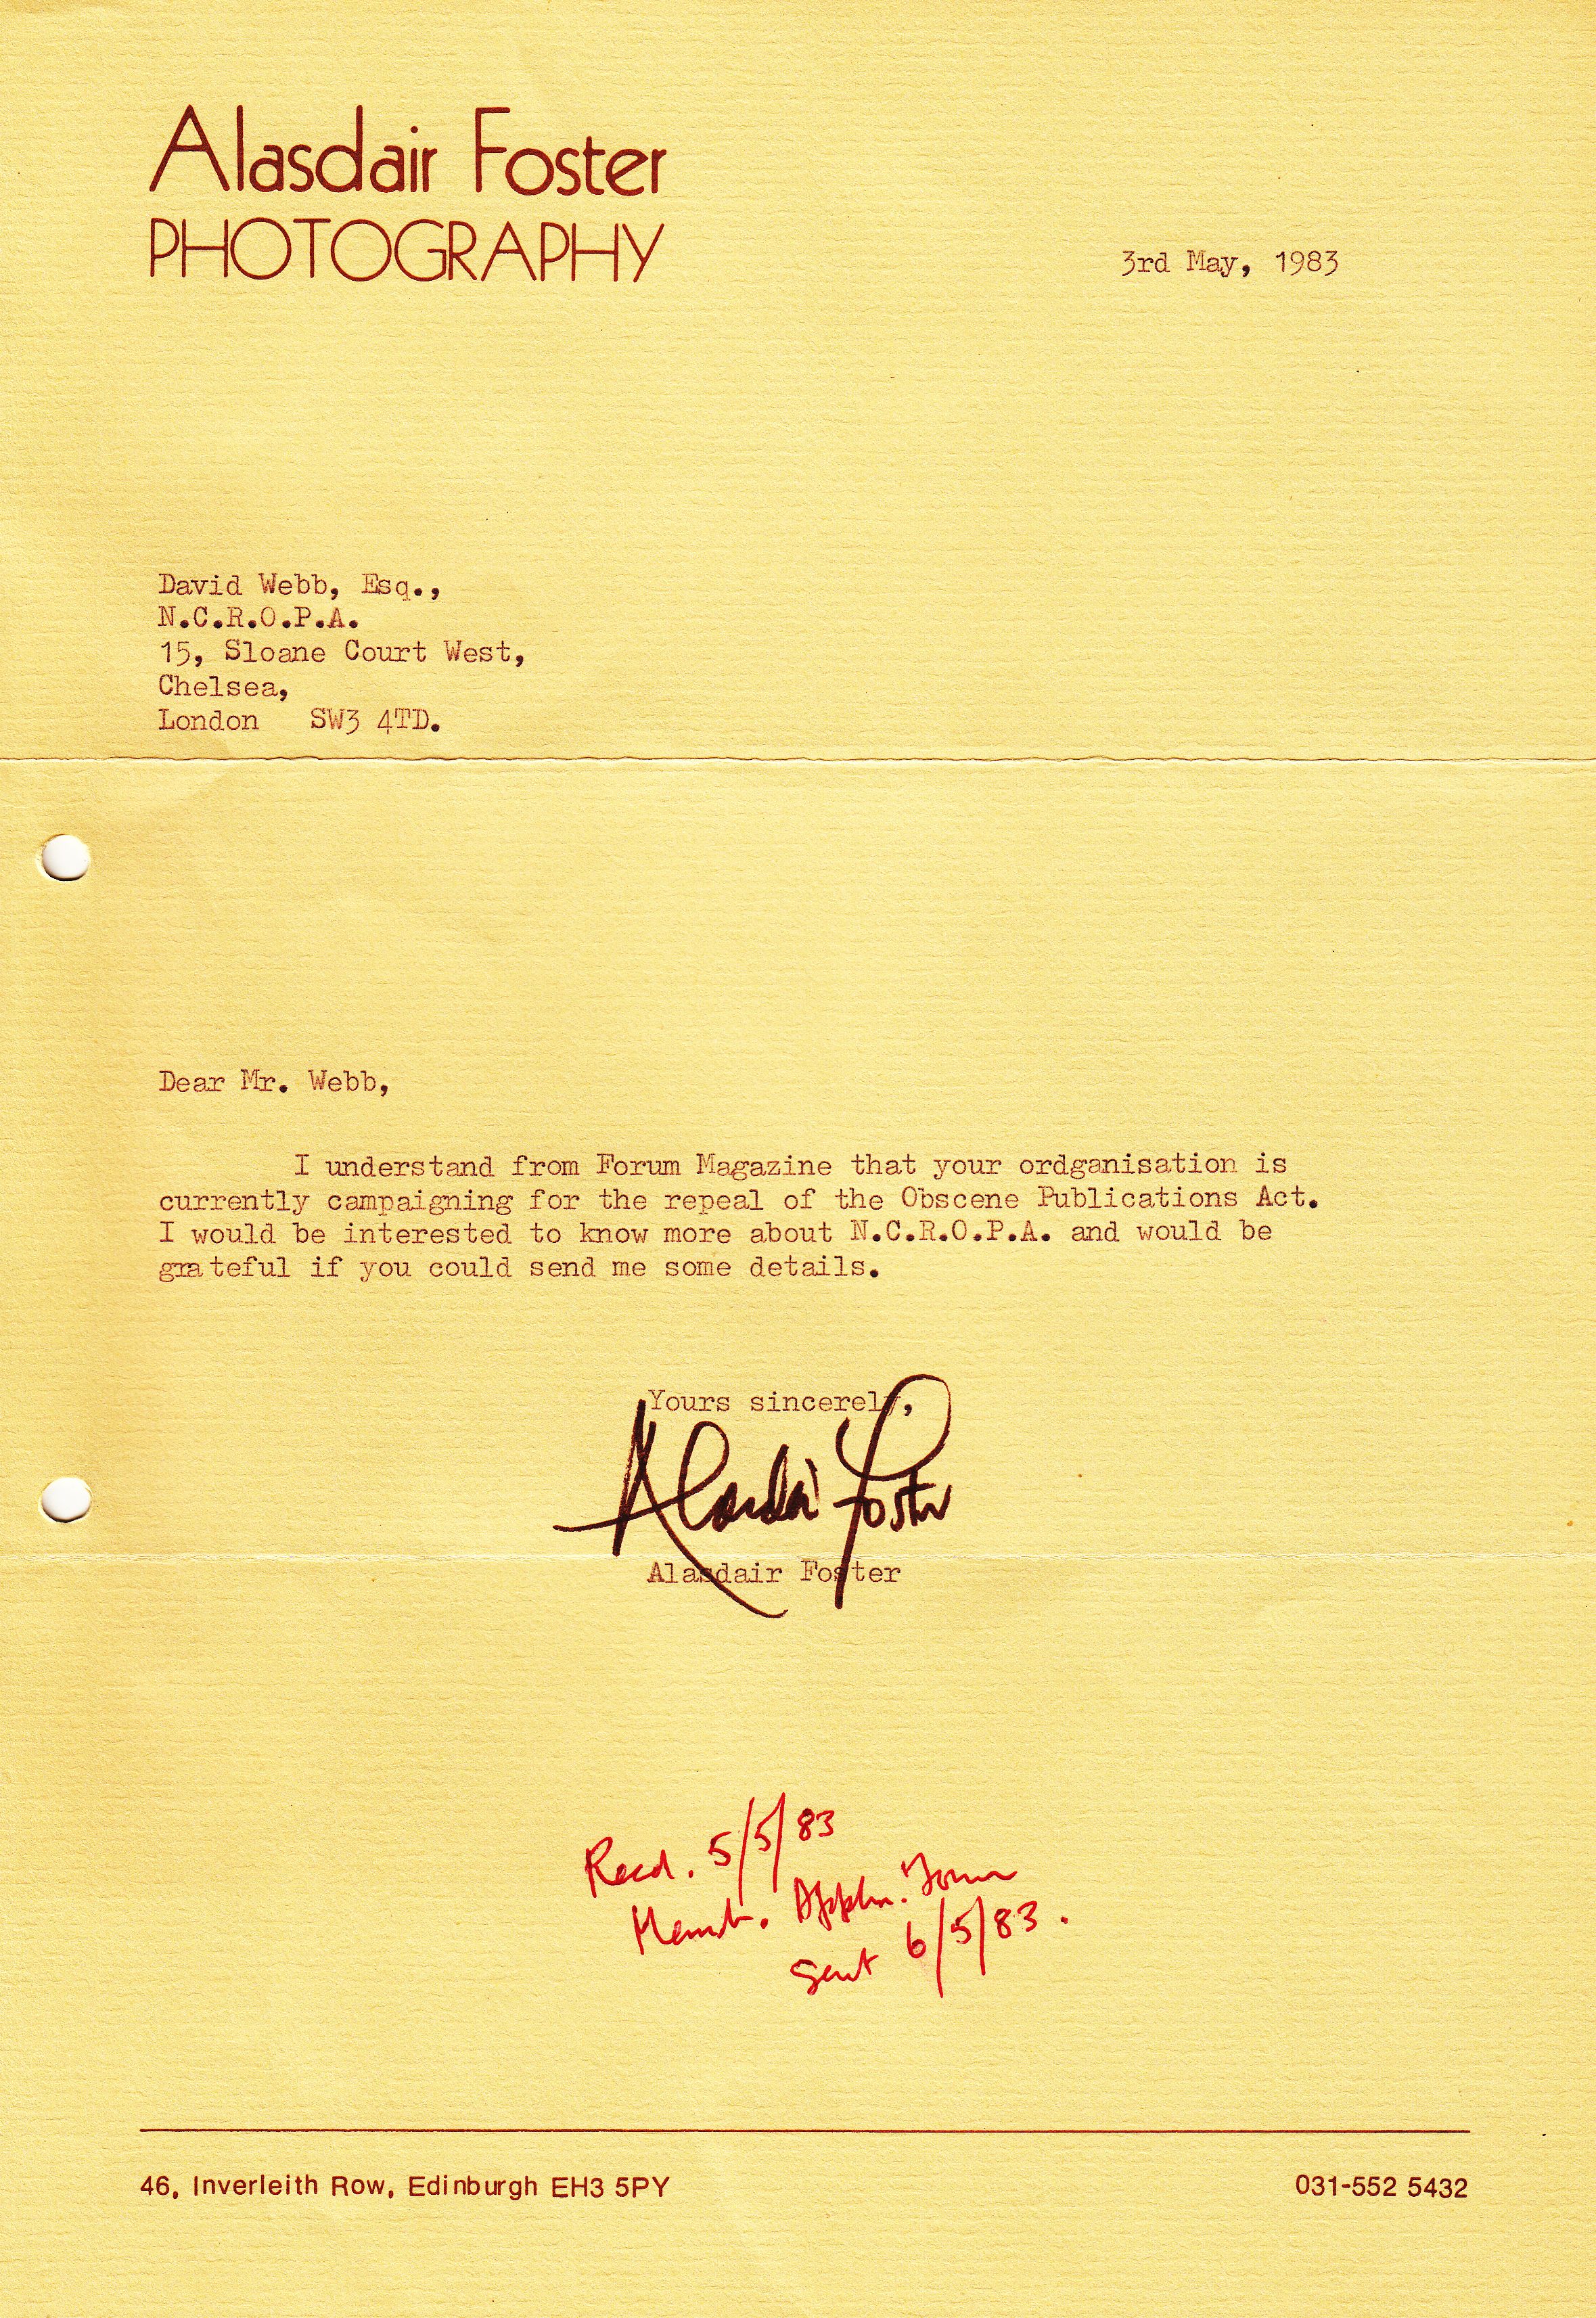 Alasdair Foster
PHOTOGRAPHY
3rd May, 1983
David Webb, Esq.,
N.C.R.O.P.A.
15, Sloane Court West,
Chelsea,
London SW3 4TD.
Dear Mr. Webb,
I understand from Forum Magazine that your ordganisation is
currently campaigning for the repeal of the Obscene Publications Act.
I would be interested to know more about N.C.R.O.P.A. and would be
grateful if you could send me some details.
Yours sincerely,
Alasdair Foster
Alasdair Foster
Recd. 5/5/83
Memb. Appln. Form
sent 6/5/83.
46, Inverleith Row, Edinburgh EH3 5PY
031-552 5432